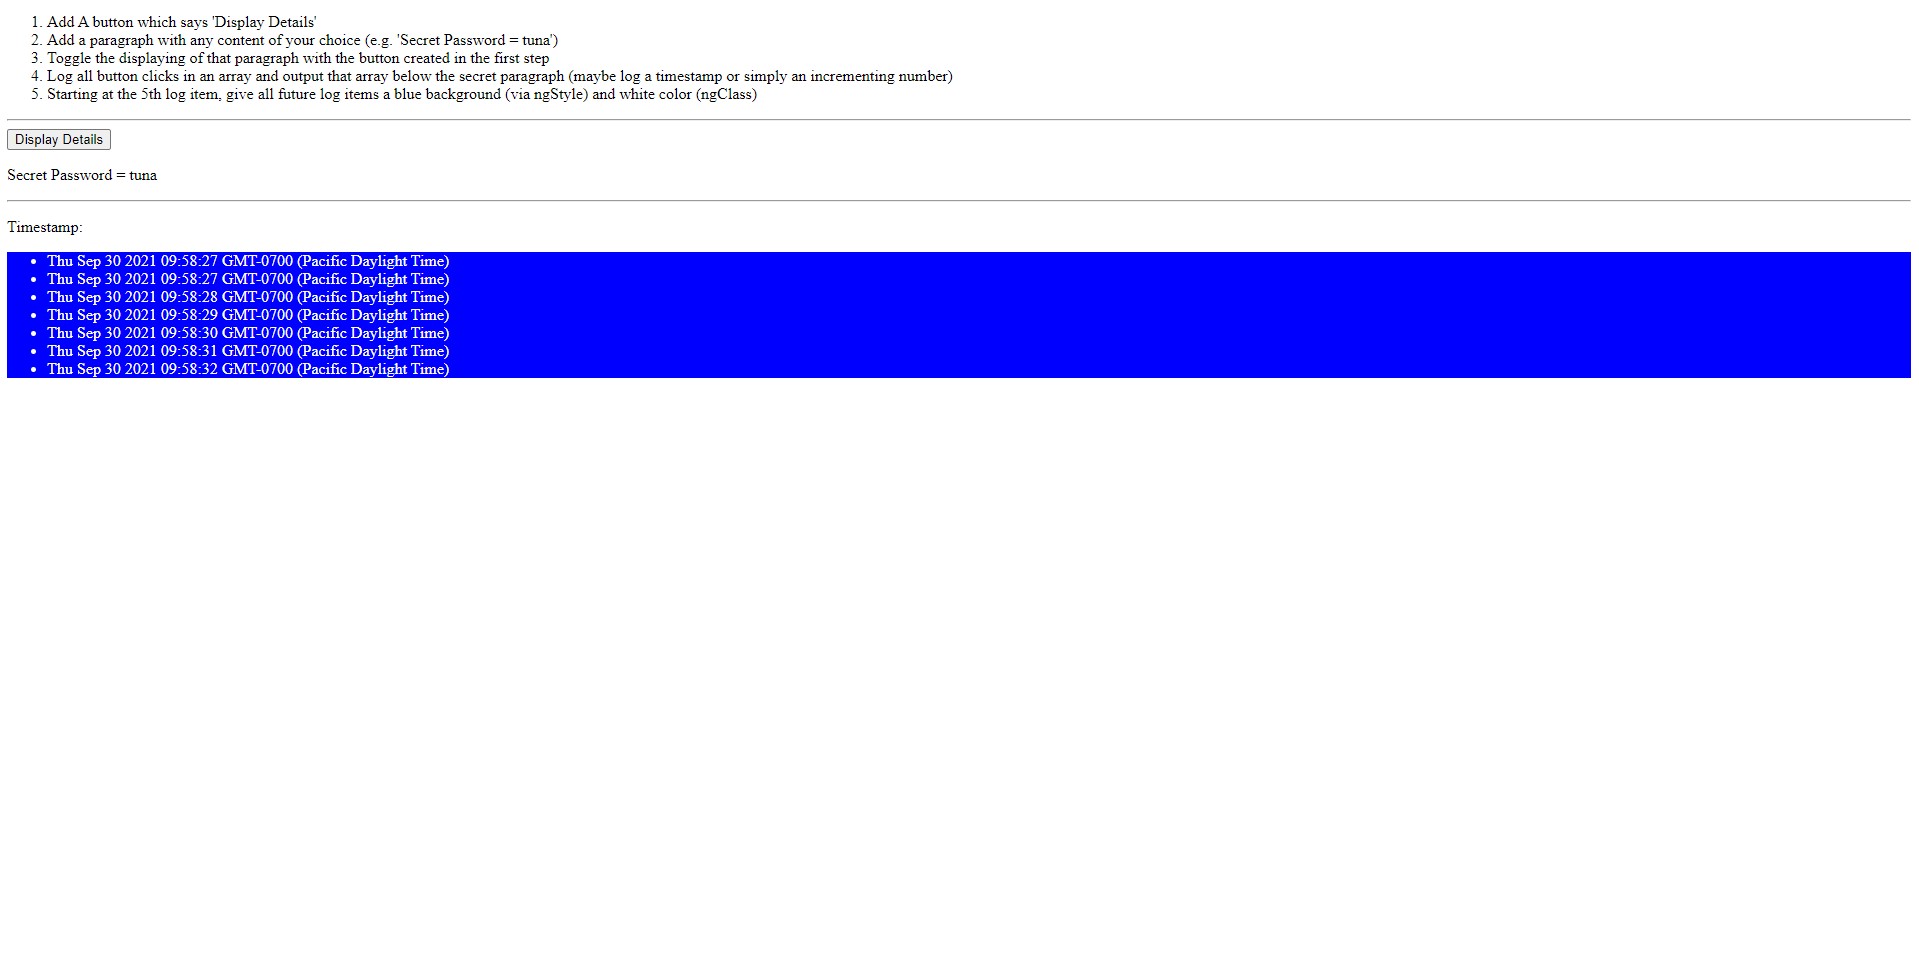 1. Add A button which says 'Display Details'
2. Add a paragraph with any content of your choice (e.g. 'Secret Password = tuna')
3. Toggle the displaying of that paragraph with the button created in the first step
4. Log all button clicks in an array and output that array below the secret paragraph (maybe log a timestamp or simply an incrementing number)
5. Starting at the 5th log item, give all future log items a blue background (via ngStyle) and white color (ngClass)
Display Details
Secret Password = tuna
Timestamp:
• Thu Sep 30 2021 09:58:27 GMT-0700 (Pacific Daylight Time)
• Thu Sep 30 2021 09:58:27 GMT-0700 (Pacific Daylight Time)
• Thu Sep 30 2021 09:58:28 GMT-0700 (Pacific Daylight Time)
• Thu Sep 30 2021 09:58:29 GMT-0700 (Pacific Daylight Time)
• Thu Sep 30 2021 09:58:30 GMT-0700 (Pacific Daylight Time)
• Thu Sep 30 2021 09:58:31 GMT-0700 (Pacific Daylight Time)
• Thu Sep 30 2021 09:58:32 GMT-0700 (Pacific Daylight Time)